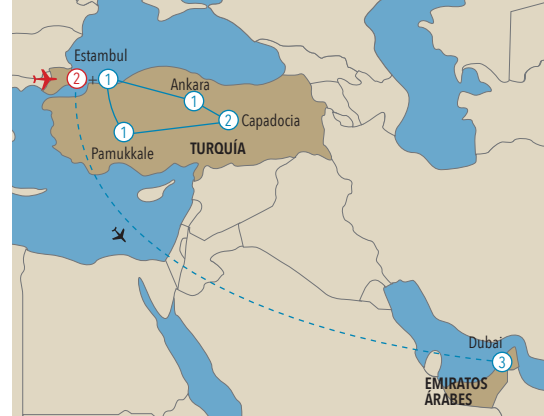 Estambul
2 + 1
Ankara
1
2 Capadocia
1
Pamukkale
TURQUÍA
Dubai
3
EMIRATOS
ÁRABES